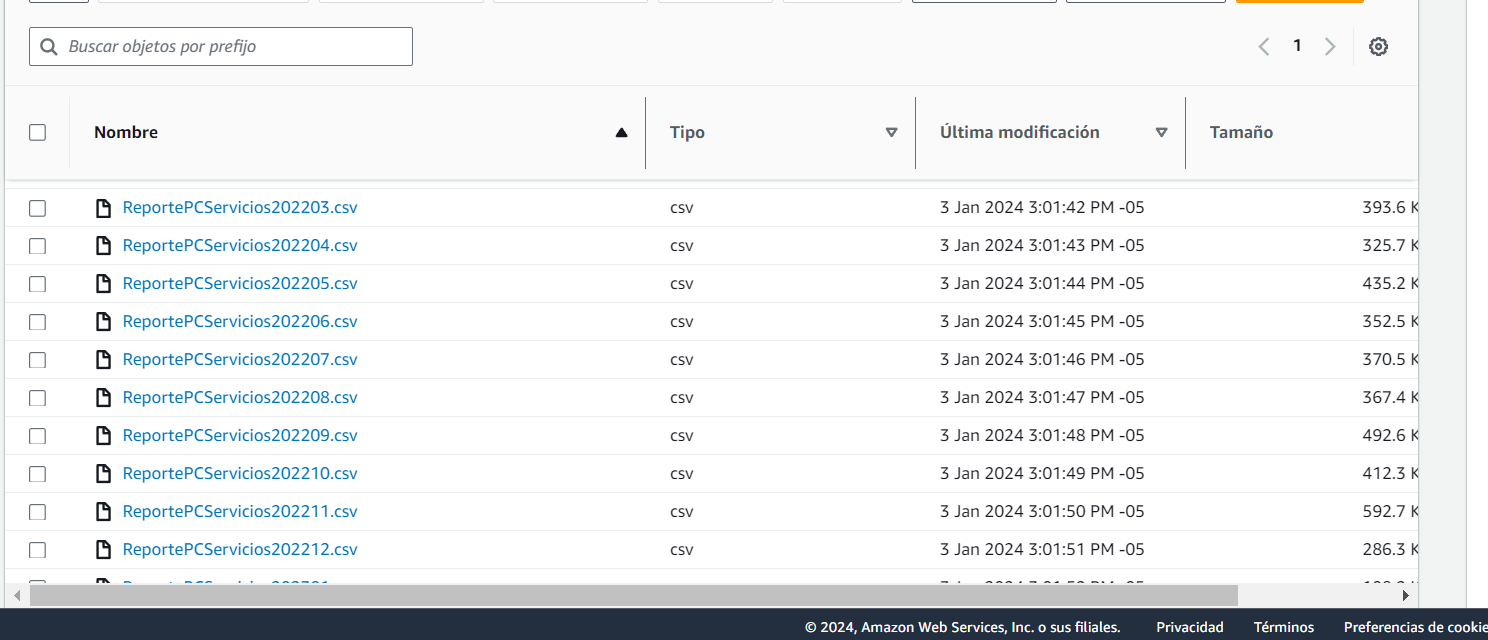 Buscar objetos por prefijo
1
Nombre Tipo Última modificación Tamaño
ReportePCServicios202203.csv csv 3 Jan 2024 3:01:42 PM -05 393.6 K
ReportePCServicios202204.csv csv 3 Jan 2024 3:01:43 PM -05 325.7 K
ReportePCServicios202205.csv csv 3 Jan 2024 3:01:44 PM -05 435.2 K
ReportePCServicios202206.csv csv 3 Jan 2024 3:01:45 PM -05 352.5 K
ReportePCServicios202207.csv csv 3 Jan 2024 3:01:46 PM -05 370.5 K
ReportePCServicios202208.csv csv 3 Jan 2024 3:01:47 PM -05 367.4 K
ReportePCServicios202209.csv csv 3 Jan 2024 3:01:48 PM -05 492.6 K
ReportePCServicios202210.csv csv 3 Jan 2024 3:01:49 PM -05 412.3 K
ReportePCServicios202211.csv csv 3 Jan 2024 3:01:50 PM -05 592.7 K
ReportePCServicios202212.csv csv 3 Jan 2024 3:01:51 PM -05 286.3 K
© 2024, Amazon Web Services, Inc. o sus filiales. Privacidad Términos Preferencias de cookie